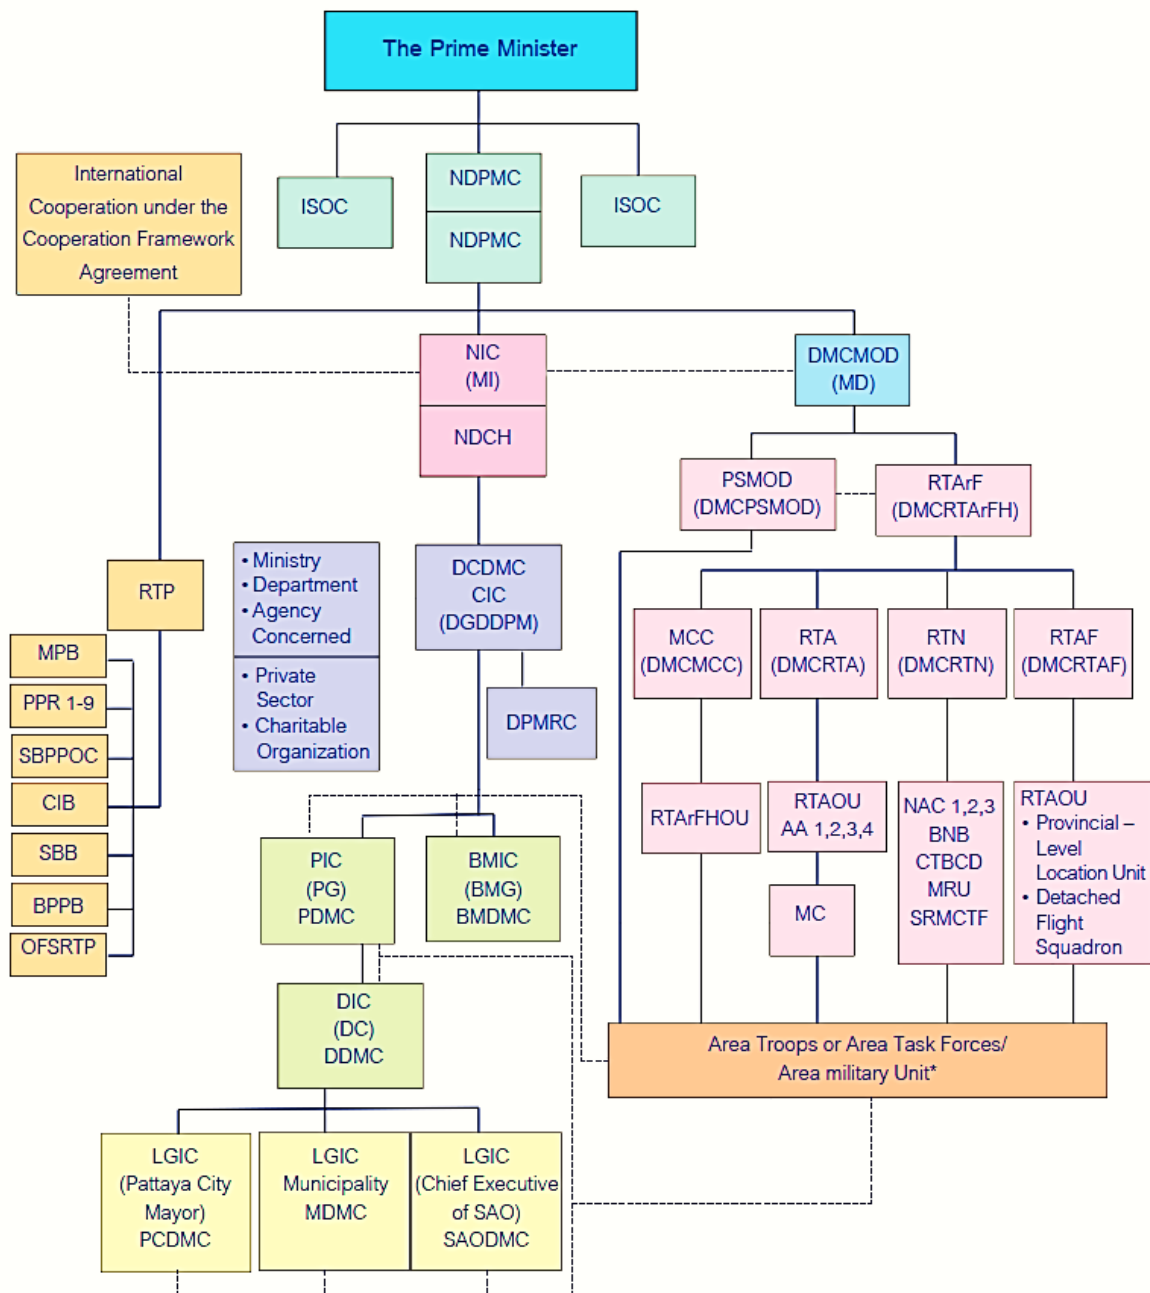 The Prime Minister
International
Cooperation under the
Cooperation Framework
Agreement
ISOC
NDPMC
NDPMC
ISOC
NIC
(MI)
NDCH
DMCMOD
(MD)
PSMOD
(DMCPSMOD)
RTArF
(DMCRTArFH)
RTP
• Ministry
• Department
• Agency
Concerned
• Private
Sector
• Charitable
Organization
DCDMC
CIC
(DGDDPM)
DPMRC
MCC
(DMCMCC)
RTA
(DMCRTA)
RTN
(DMCRTN)
RTAF
(DMCRTAF)
MPB
PPR 1-9
SBPPOC
CIB
SBB
BPPB
OFSRTP
RTArFHOU
RTAOU
AA 1,2,3,4
MC
NAC 1,2,3
BNB
CTBCD
MRU
SRMCTF
RTAOU
• Provincial –
Level
Location Unit
• Detached
Flight
Squadron
PIC
(PG)
PDMC
BMIC
(BMG)
BMDMC
DIC
(DC)
DDMC
Area Troops or Area Task Forces/
Area military Unit*
LGIC
(Pattaya City
Mayor)
PCDMC
LGIC
Municipality
MDMC
LGIC
(Chief Executive
of SAO)
SAODMC